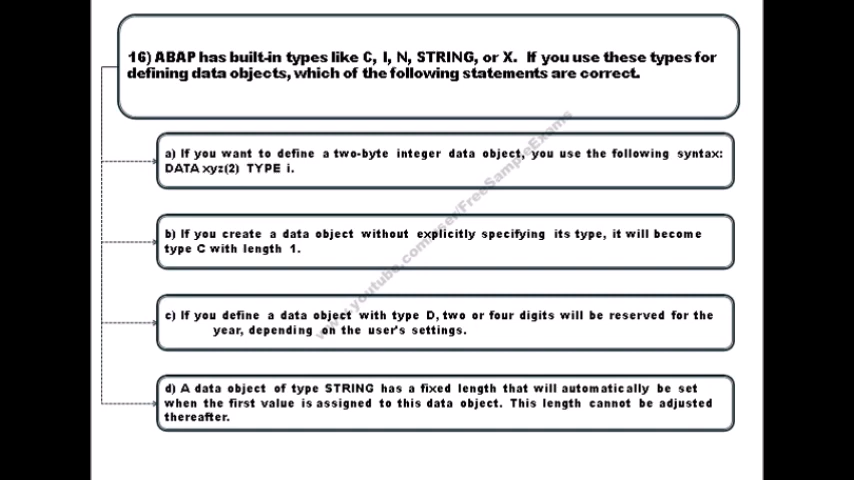 16) ABAP has built-in types like C, I, N, STRING, or X. If you use these types for
defining data objects, which of the following statements are correct.
a) If you want to define a two-byte integer data object, you use the following syntax:
DATA xyz(2) TYPE i.
b) If you create a data object without explicitly specifying its type, it will become
type C with length 1.
c) If you define a data object with type D, two or four digits will be reserved for the
year, depending on the user's settings.
d) A data object of type STRING has a fixed length that will automatically be set
when the first value is assigned to this data object. This length cannot be adjusted
thereafter.
www.youtube.com/user/FreeSampleExams